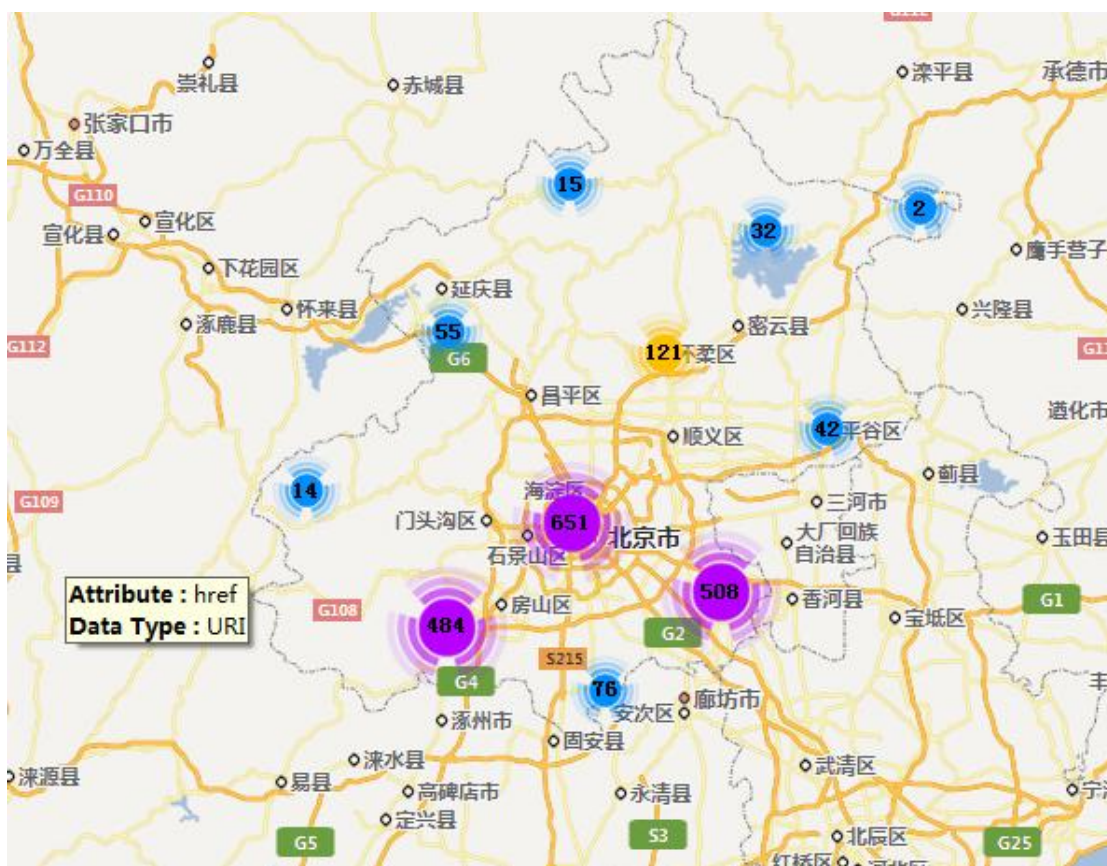 G112
崇礼县
赤城县
滦平县
承德市
张家口市
万全县
G110
宣化区
宣化县
15
2
32
鹰手营子
下花园区
延庆县
怀来县
兴隆县
涿鹿县
55
密云县
G112
G6
121
怀柔区
昌平区
遵化市
顺义区
42
平谷区
蓟县
14
海淀区
G109
门头沟区
651
三河市
北京市
石景山区
大厂回族
自治县
玉田县
县
Attribute : href
Data Type : URI
G108
房山区
508
香河县
G1
宝坻区
484
G2
S215
G4
76
廊坊市
安次区
涿州市
固安县
涞水县
武清区
涞源县
易县
高碑店市
永清县
定兴县
G5
S3
北辰区
G25
红桥区
河北区